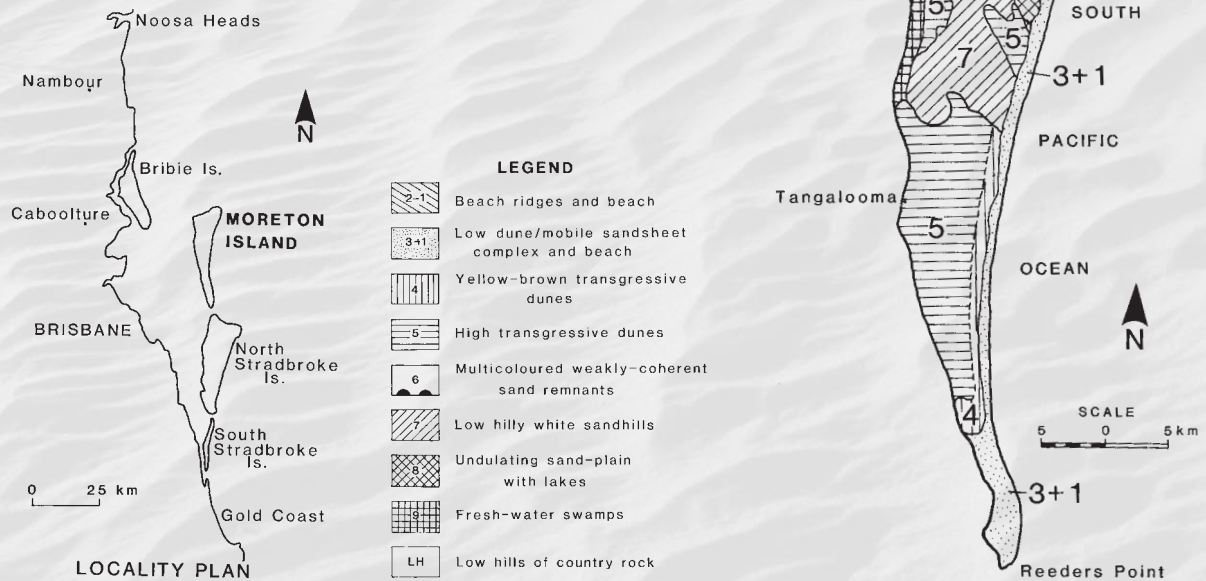 Noosa Heads
Nambour
N
Bribie Is.
Caboolture
MORETON
ISLAND
BRISBANE
North
Stradbroke
Is.
South
Stradbroke
Is.
0 25 km
Gold Coast
LOCALITY PLAN
LEGEND
2-1 Beach ridges and beach
3+1 Low dune/mobile sandsheet
complex and beach
4 Yellow-brown transgressive
dunes
5 High transgressive dunes
6 Multicoloured weakly-coherent
sand remnants
7 Low hilly white sandhills
8 Undulating sand-plain
with lakes
9 Fresh-water swamps
LH Low hills of country rock
5
SOUTH
5
7
3+1
PACIFIC
Tangalooma
5
OCEAN
N
4
SCALE
5 0 5 km
3+1
Reeders Point